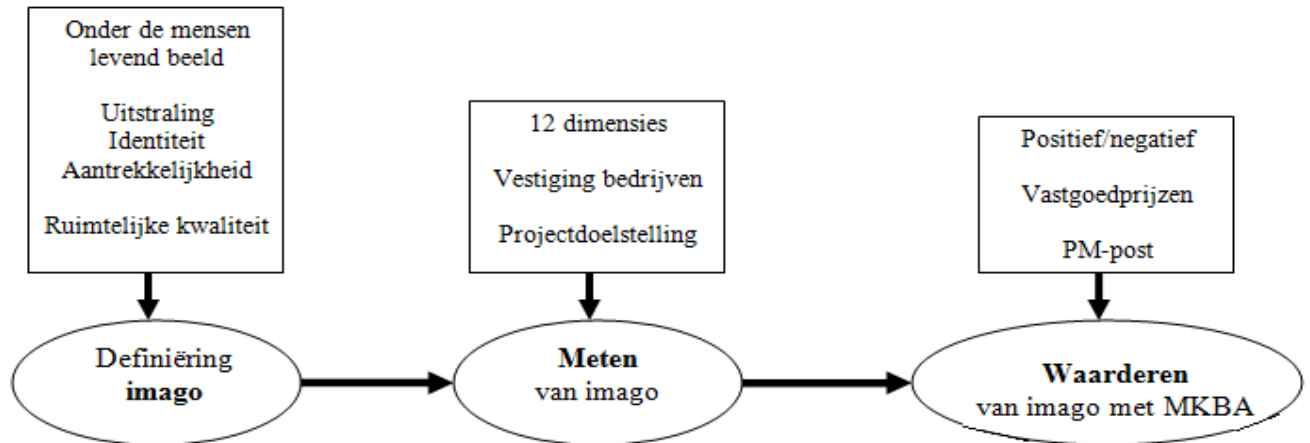 Onder de mensen
levend beeld
Uitstraling
Identiteit
Aantrekkelijkheid
Ruimtelijke kwaliteit
12 dimensies
Vestiging bedrijven
Projectdoelstelling
Positief/negatief
Vastgoedprijzen
PM-post
Definiëring
imago
Meten
van imago
Waarderen
van imago met MKBA